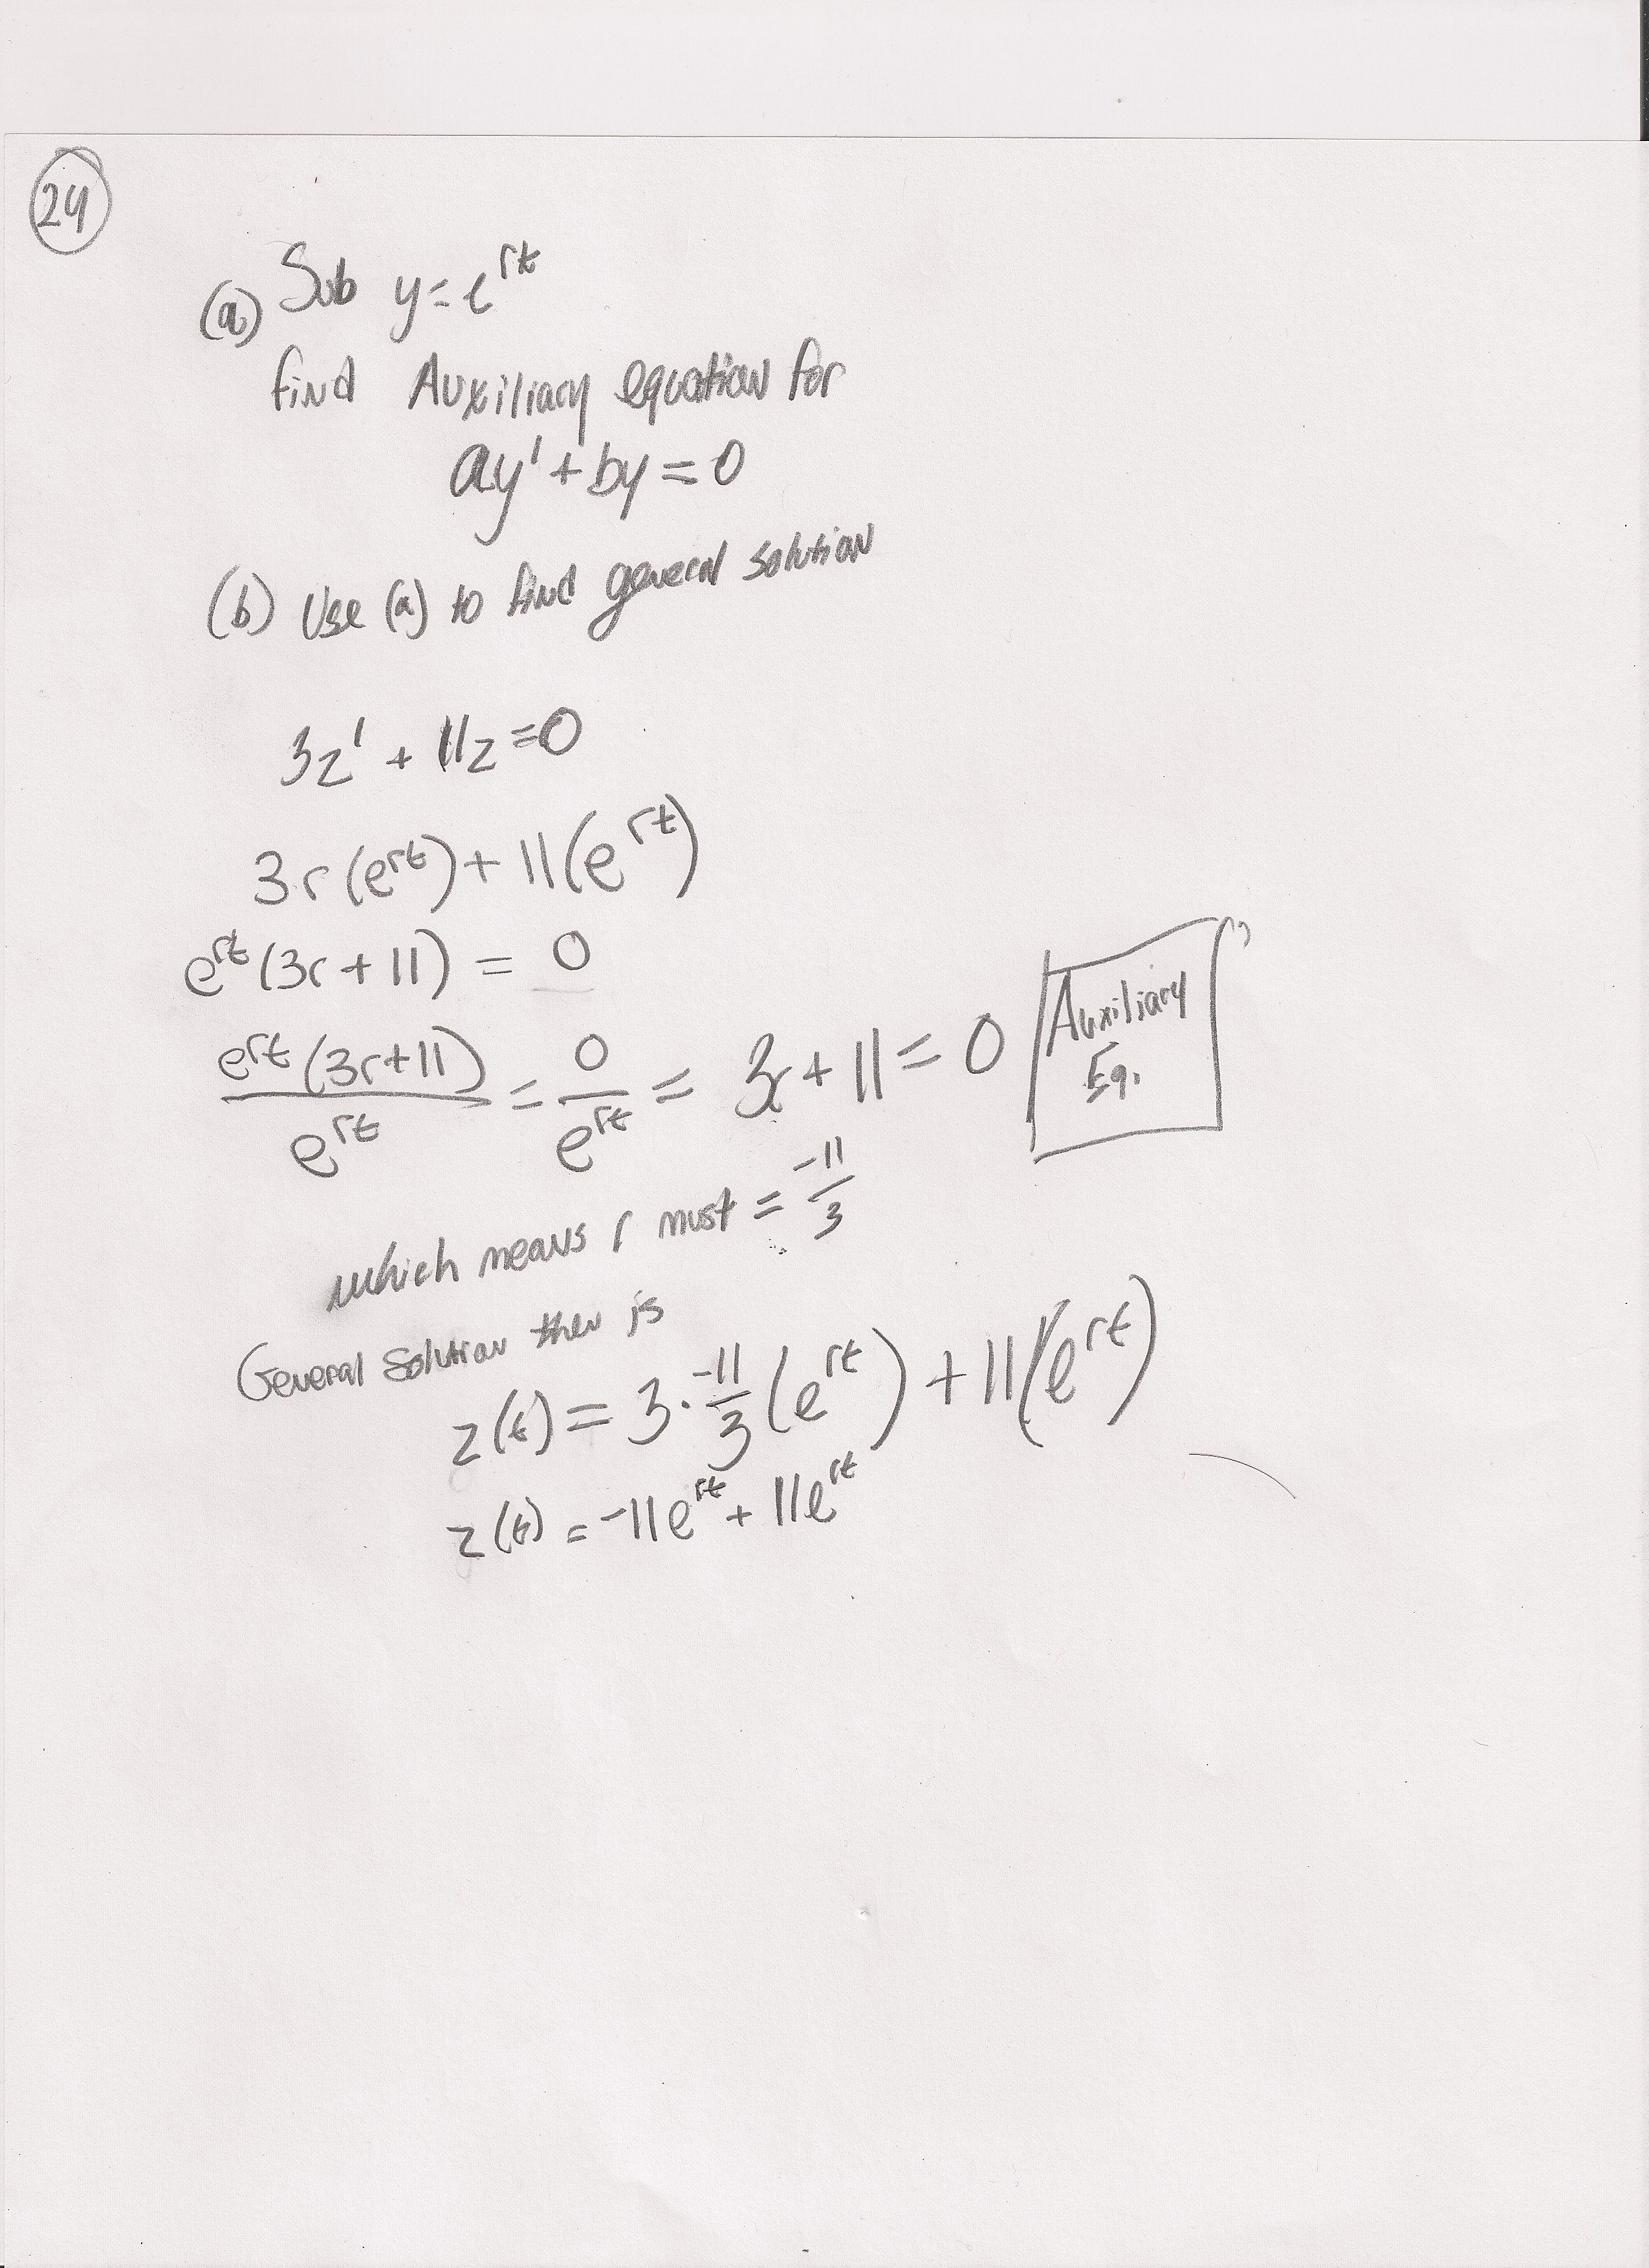 24
(a) Sub y = e^{rt}
find Auxiliary equation for
ay' + by = 0
(b) Use (a) to find general solution
3z' + 11z = 0
3r(e^{rt}) + 11(e^{rt})
e^{rt}(3r + 11) = 0
\frac{e^{rt}(3r+11)}{e^{rt}} = \frac{0}{e^{rt}} = 3r + 11 = 0 Auxiliary Eq.
which means r must = \frac{-11}{3}
General solution then is
z(t) = 3 \cdot \frac{-11}{3}(e^{rt}) + 11(e^{rt})
z(t) = -11e^{rt} + 11e^{rt}